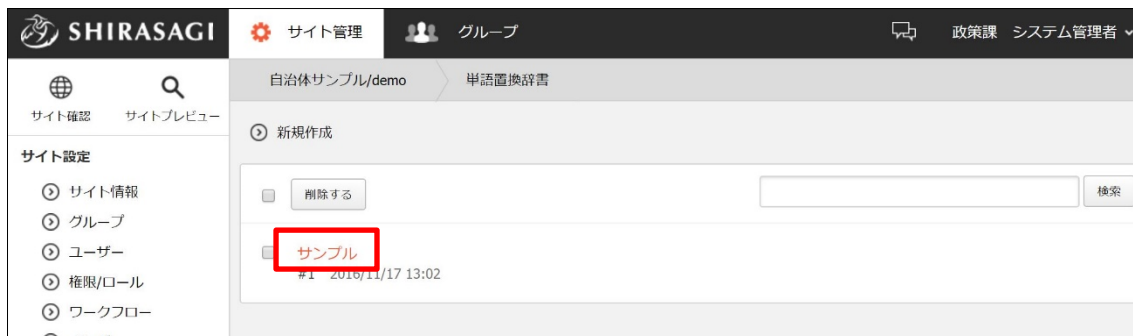 SHIRASAGI サイト管理 グループ 政策課 システム管理者
サイト確認 サイトプレビュー
自治体サンプル/demo 単語置換辞書
新規作成
サイト設定
サイト情報
グループ
ユーザー
権限/ロール
ワークフロー
削除する 検索
サンプル
#1 2016/11/17 13:02